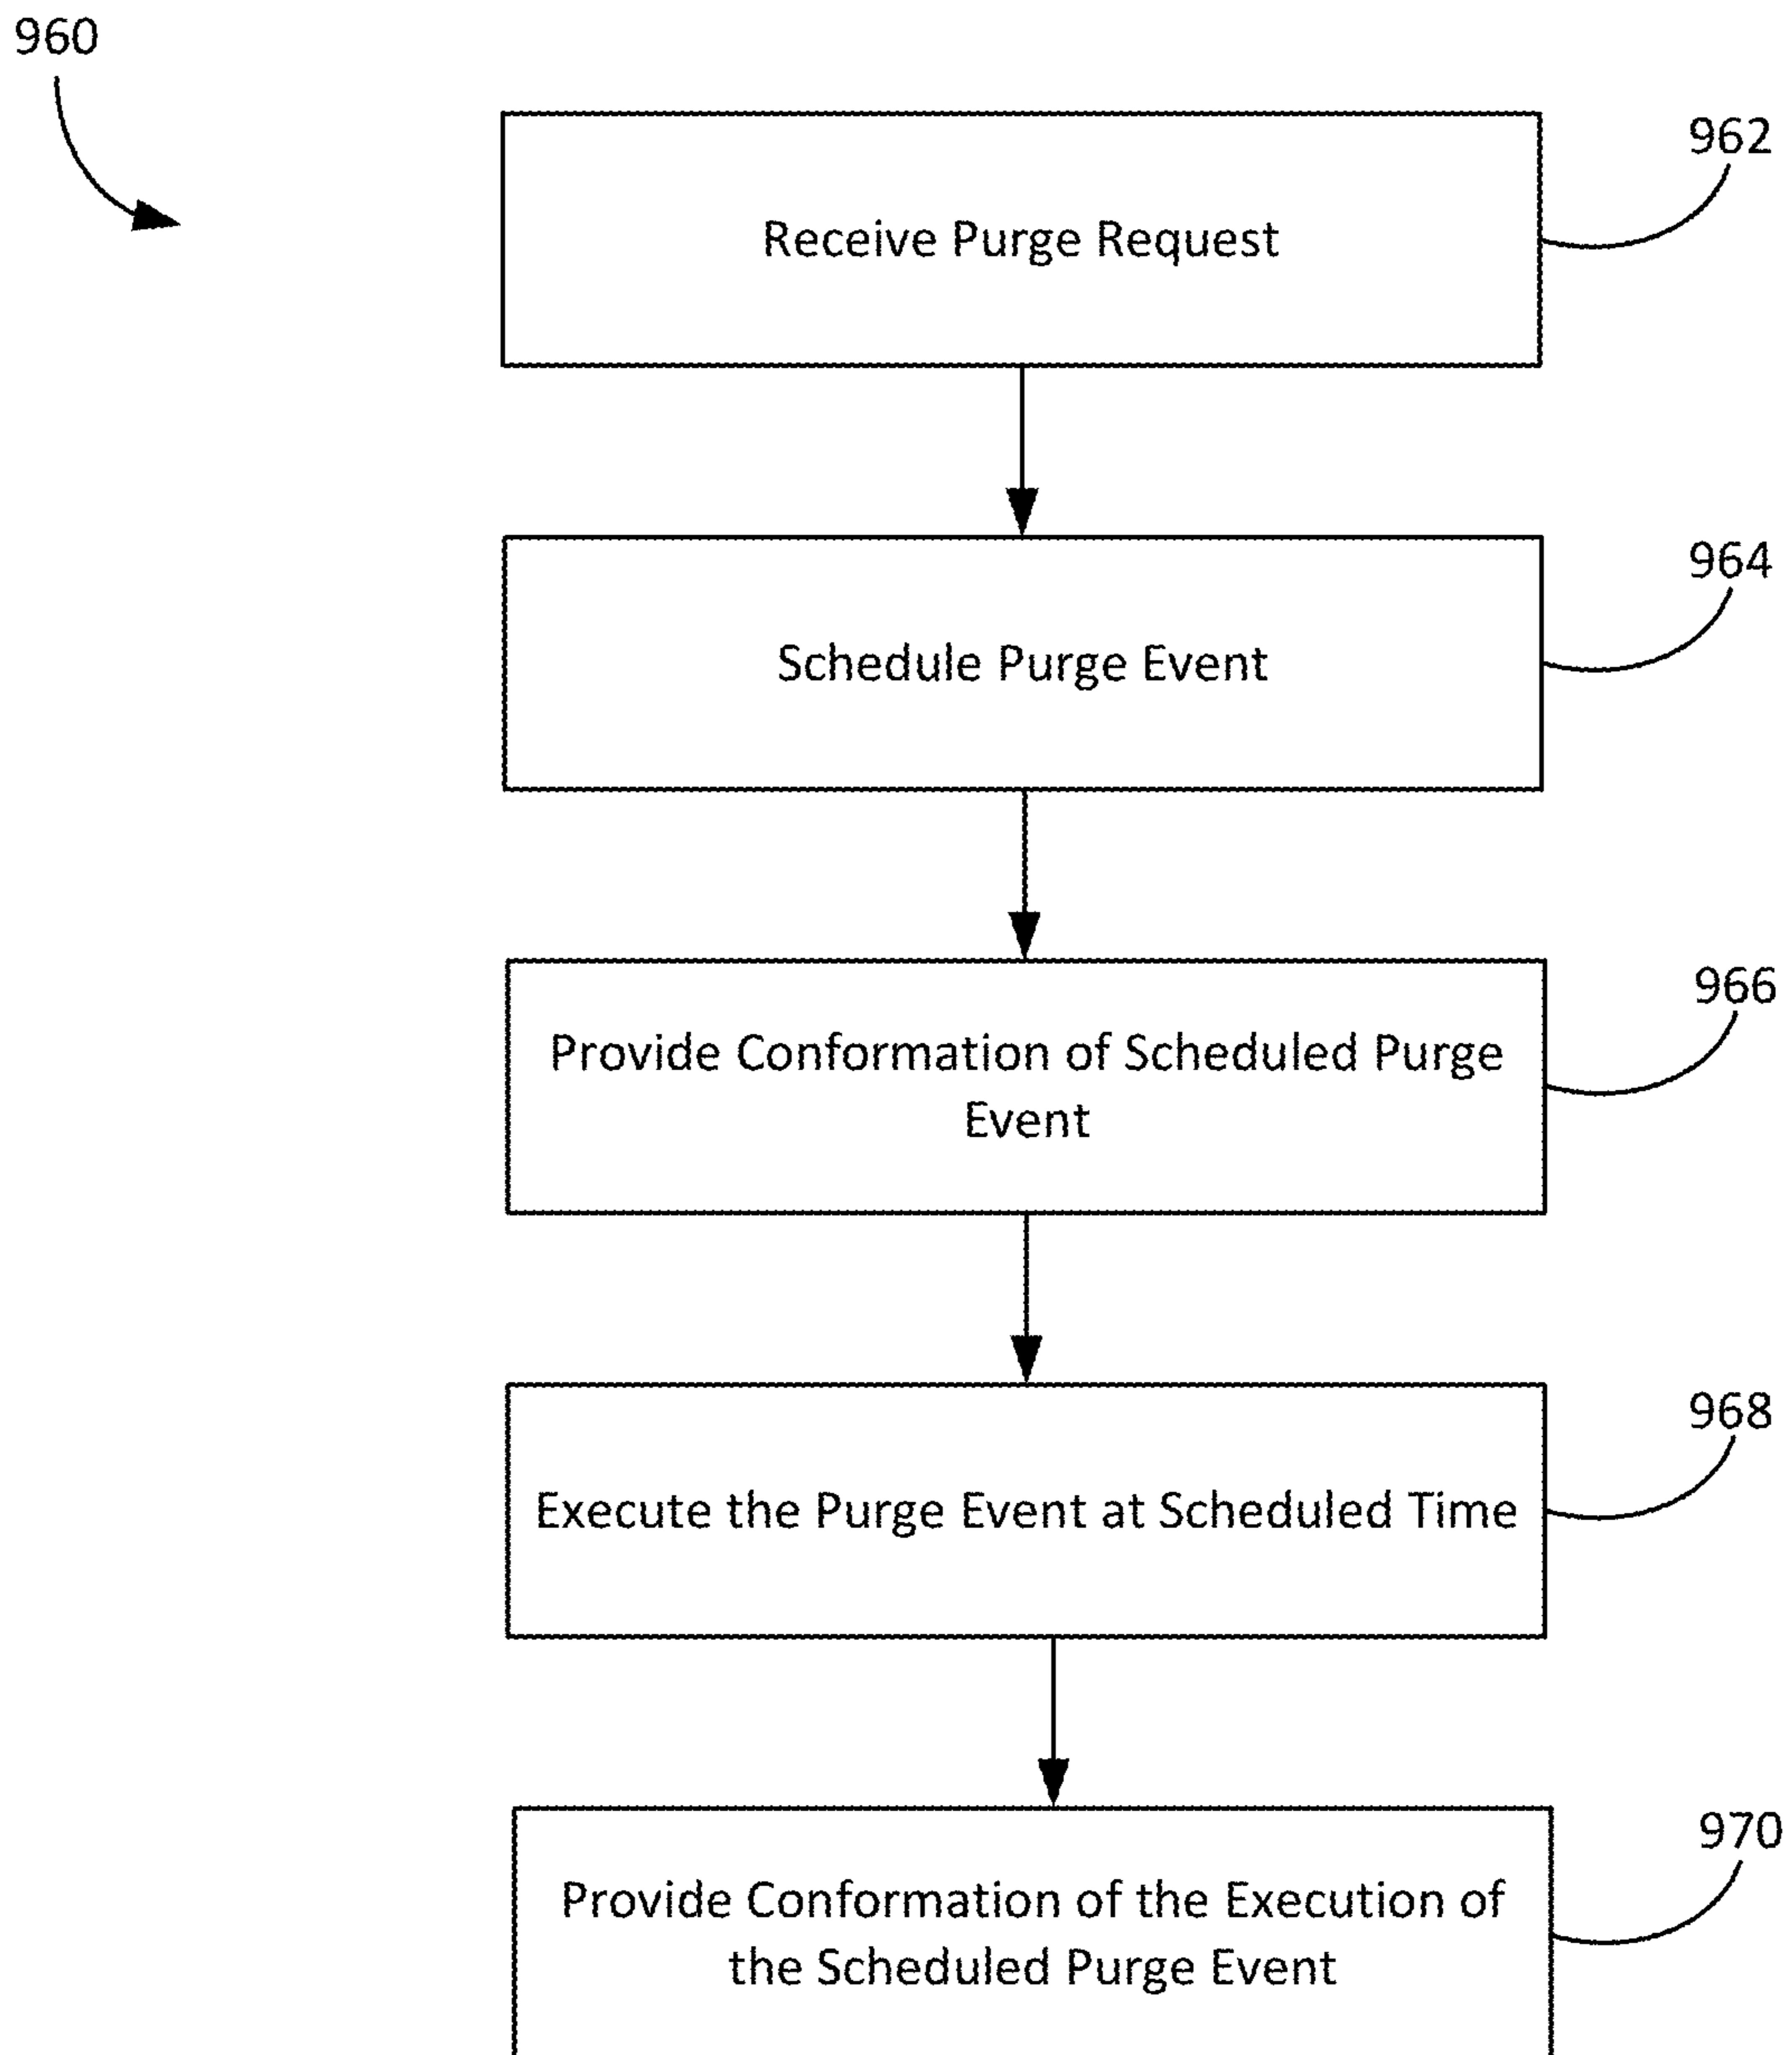 960
962
Receive Purge Request
964
Schedule Purge Event
966
Provide Conformation of Scheduled Purge
Event
968
Execute the Purge Event at Scheduled Time
970
Provide Conformation of the Execution of
the Scheduled Purge Event